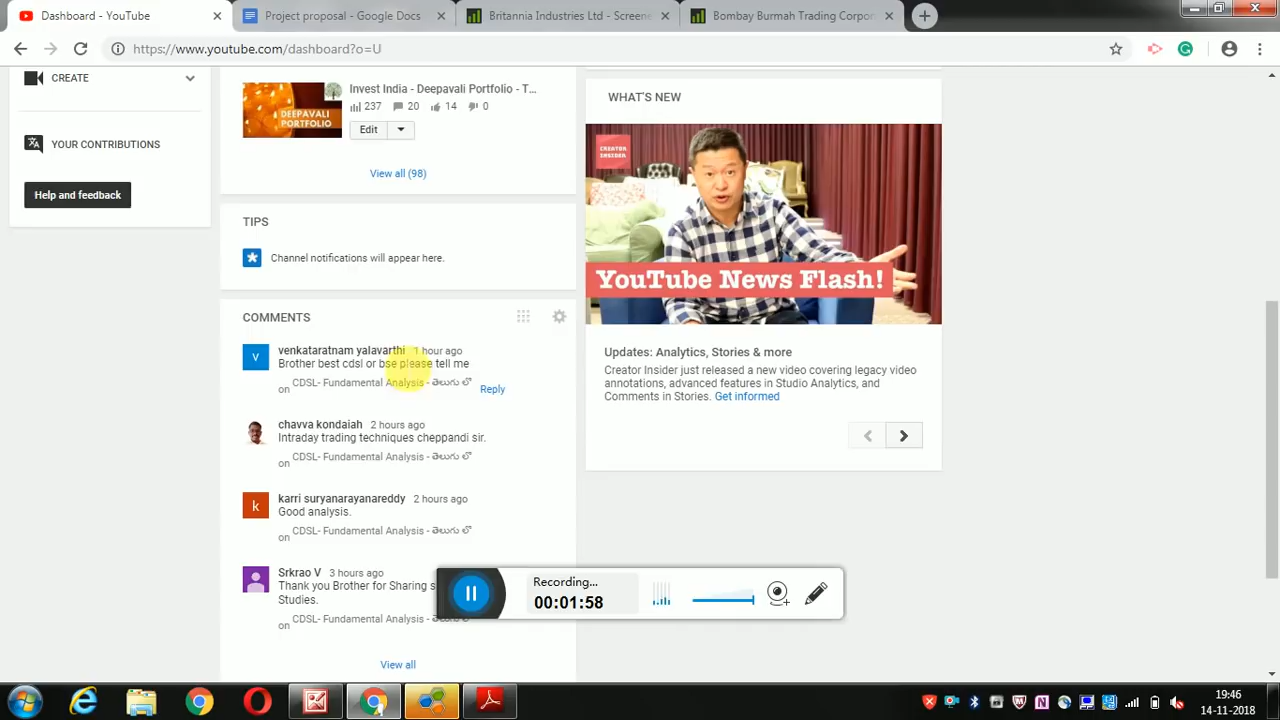 Dashboard - YouTube
Project proposal - Google Docs
Britannia Industries Ltd - Screene
Bombay Burmah Trading Corpor
https://www.youtube.com/dashboard?o=U
CREATE
YOUR CONTRIBUTIONS
Help and feedback
Invest India - Deepavali Portfolio - T...
237 20 14 0
DEEPAVALI
PORTFOLIO
Edit
View all (98)
TIPS
Channel notifications will appear here.
COMMENTS
venkataratnam yalavarthi 1 hour ago
Brother best cdsl or bse please tell me
on CDSL- Fundamental Analysis - తెలుగు లో
Reply
chavva kondaiah 2 hours ago
Intraday trading techniques cheppandi sir.
on CDSL- Fundamental Analysis - తెలుగు లో
karri suryanarayanareddy 2 hours ago
Good analysis.
on CDSL- Fundamental Analysis - తెలుగు లో
Srkrao V 3 hours ago
Thank you Brother for Sharing s
Studies.
on CDSL- Fundamental Analysis - తెలుగు లో
View all
WHAT'S NEW
CREATOR
INSIDER
YouTube News Flash!
Updates: Analytics, Stories & more
Creator Insider just released a new video covering legacy video
annotations, advanced features in Studio Analytics, and
Comments in Stories. Get informed
Recording...
00:01:58
19:46
14-11-2018